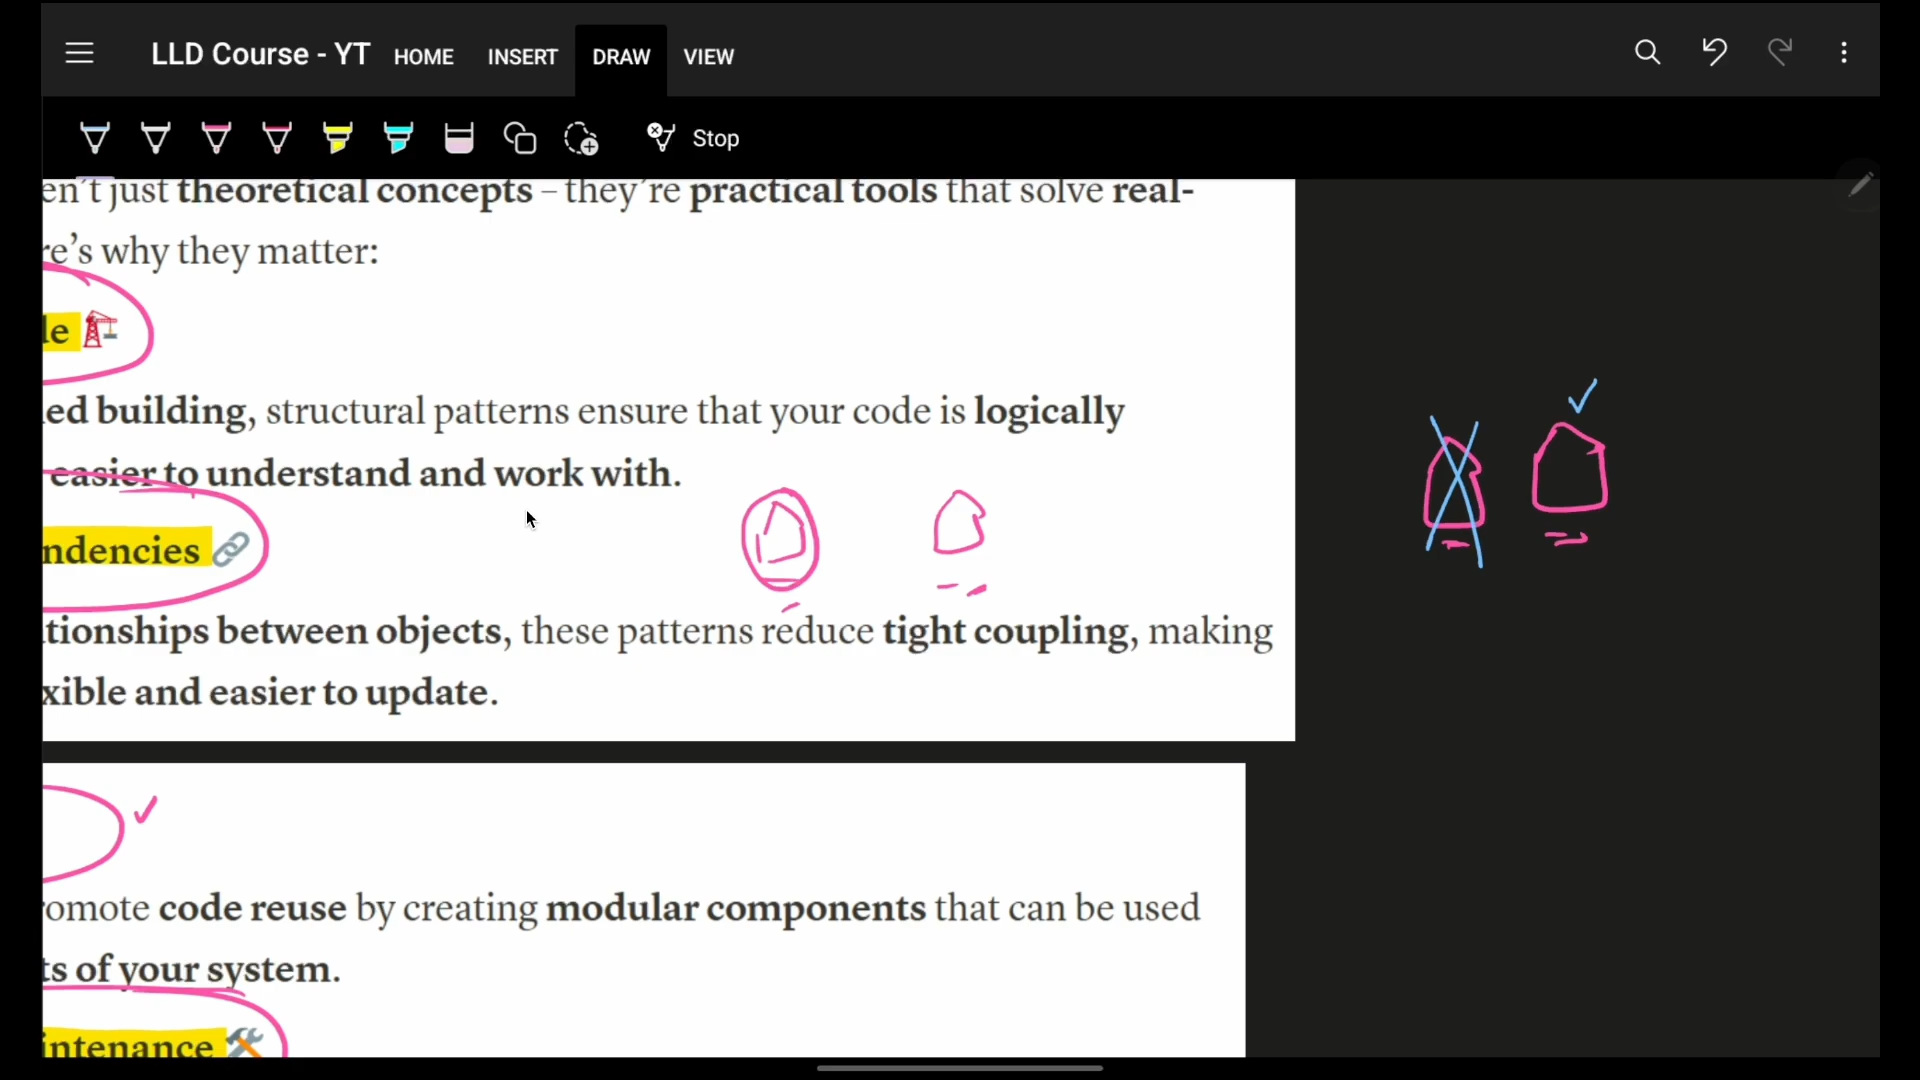 LLD Course - YT HOME INSERT DRAW VIEW
Stop
en't just theoretical concepts – they're practical tools that solve real-
re's why they matter:
le
ed building, structural patterns ensure that your code is logically
easier to understand and work with.
ndencies
tionships between objects, these patterns reduce tight coupling, making
xible and easier to update.
omote code reuse by creating modular components that can be used
ts of your system.
intenance